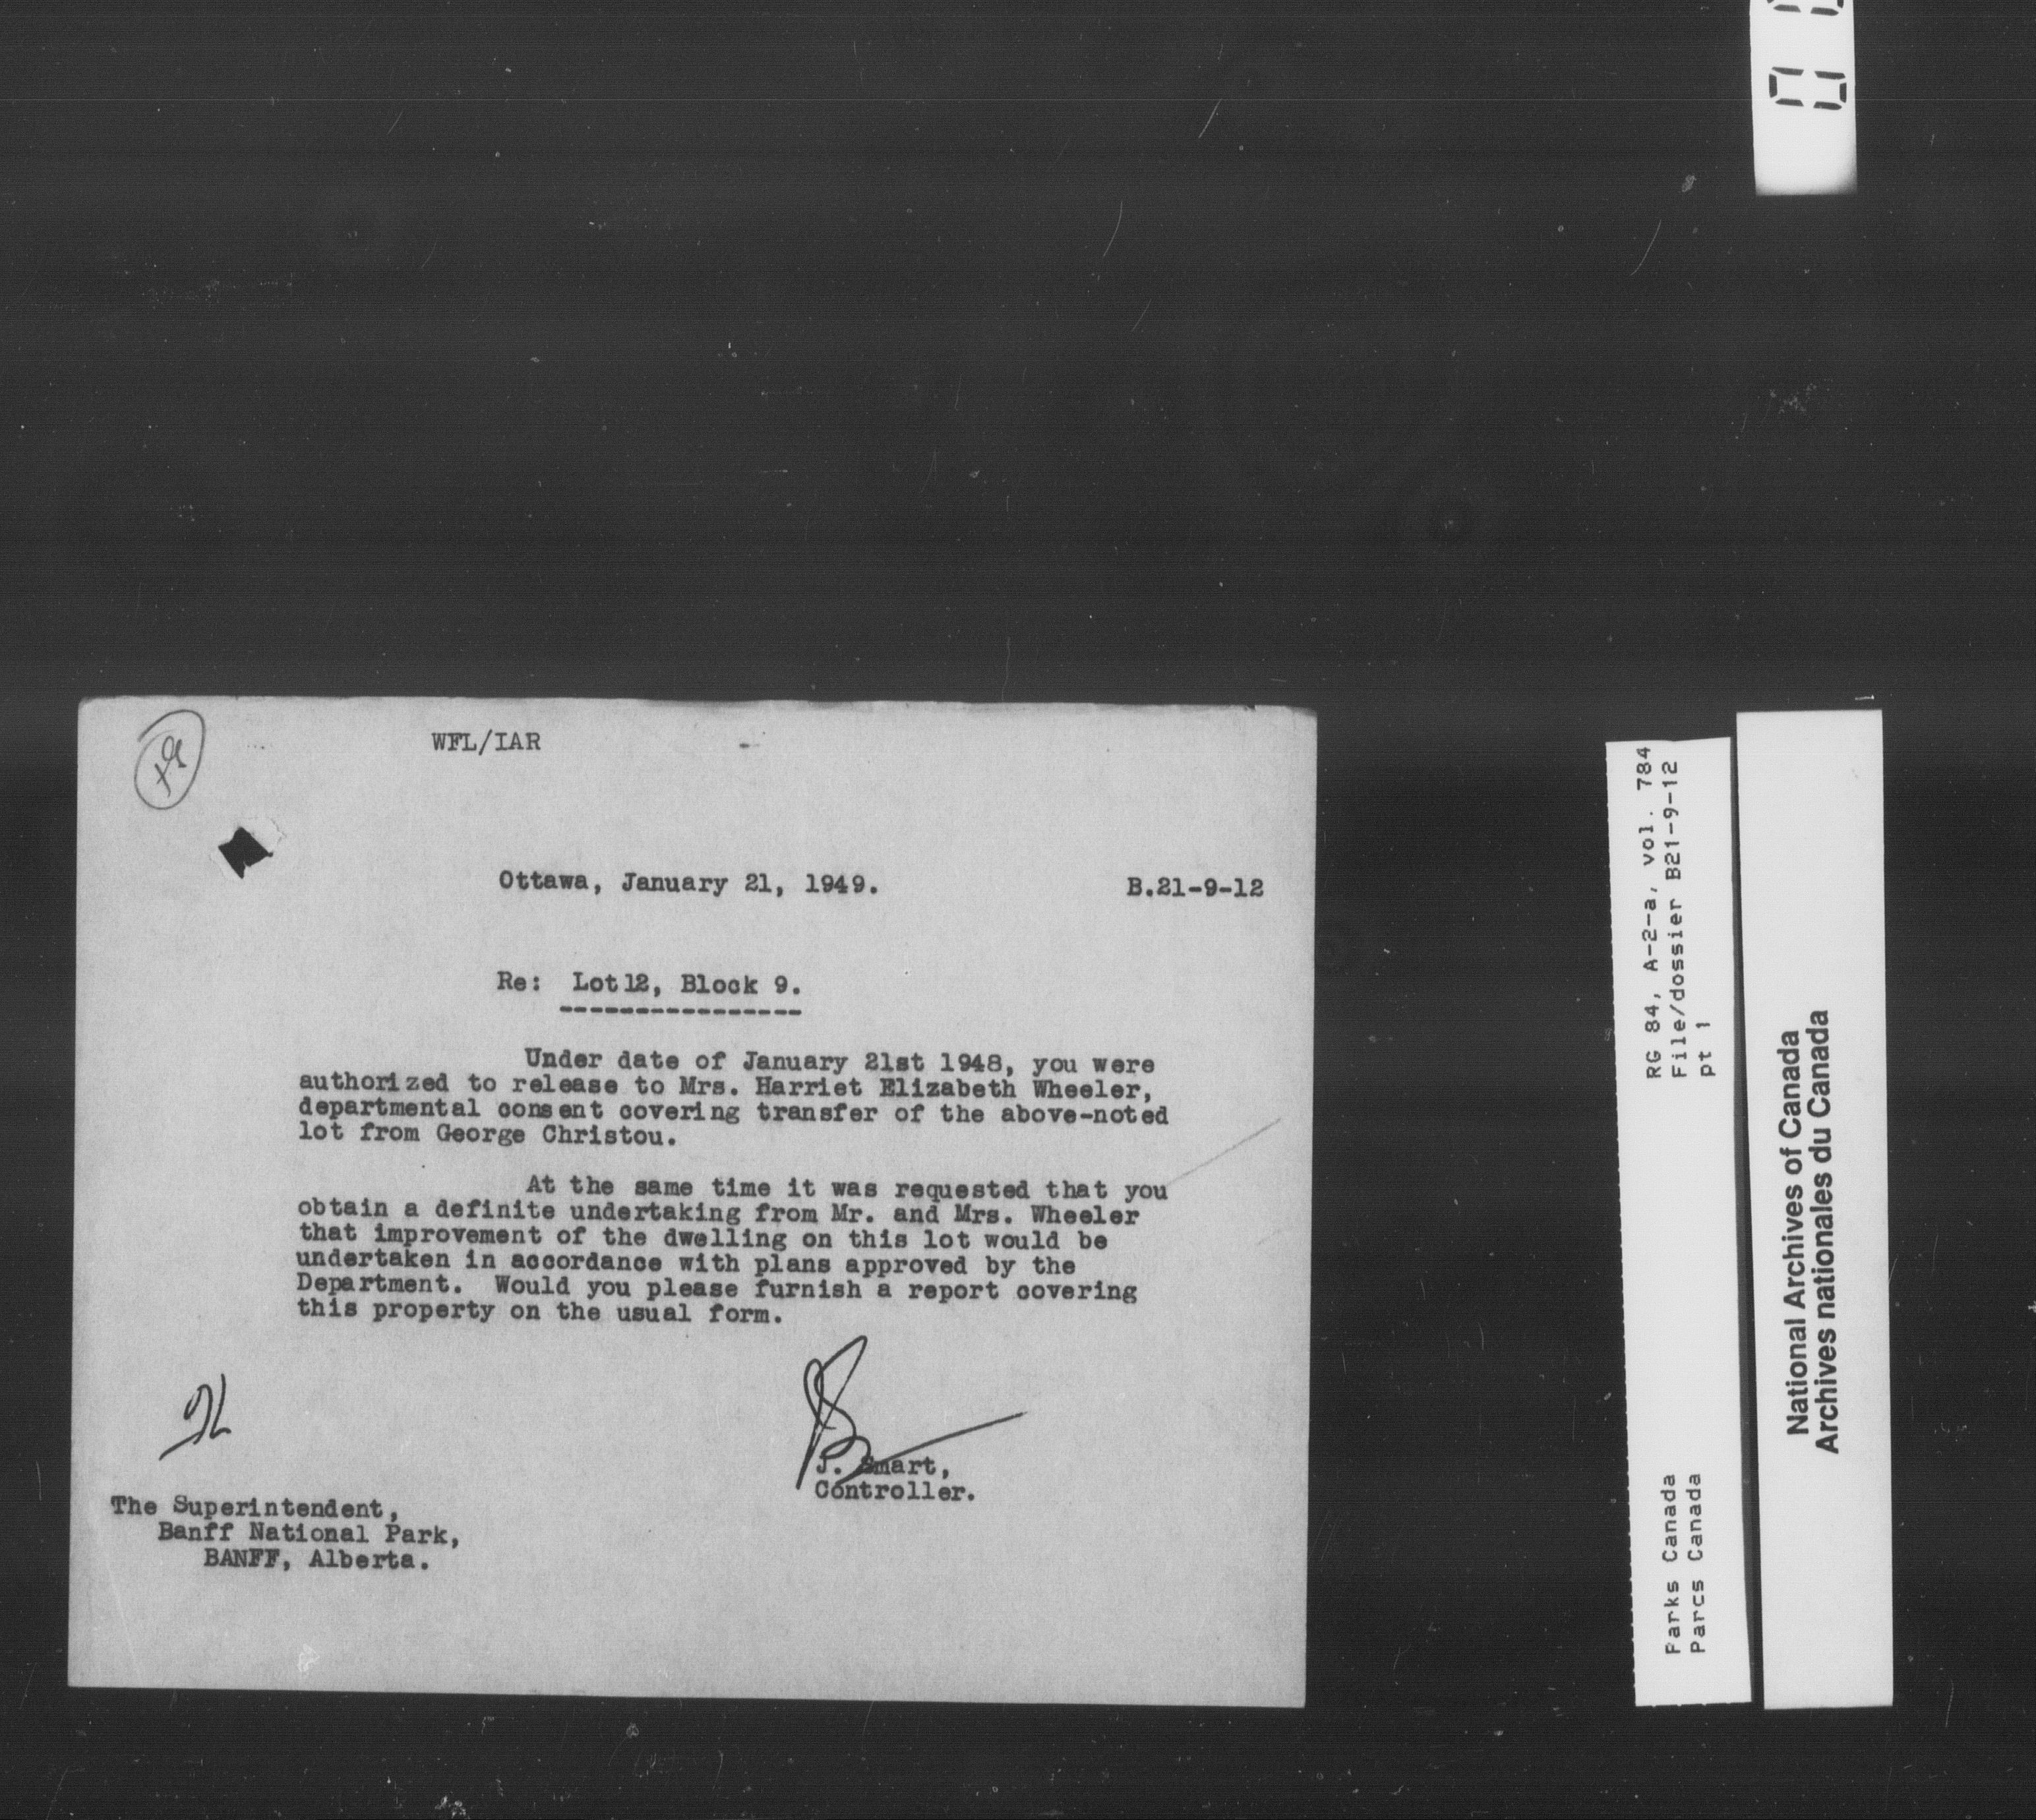 WFL/IAR
Ottawa, January 21, 1949.
B.21-9-12
Re: Lot 12, Block 9.
Under date of January 21st 1948, you were
authorized to release to Mrs. Harriet Elizabeth Wheeler,
departmental consent covering transfer of the above-noted
lot from George Christou.
At the same time it was requested that you
obtain a definite undertaking from Mr. and Mrs. Wheeler
that improvement of the dwelling on this lot would be
undertaken in accordance with plans approved by the
Department. Would you please furnish a report covering
this property on the usual form.
J. Smart,
Controller.
The Superintendent,
Banff National Park,
BANFF, Alberta.
RG 84, A-2-a, vol. 784
File/dossier B21-9-12
pt 1
Parks Canada
Parcs Canada
National Archives of Canada
Archives nationales du Canada